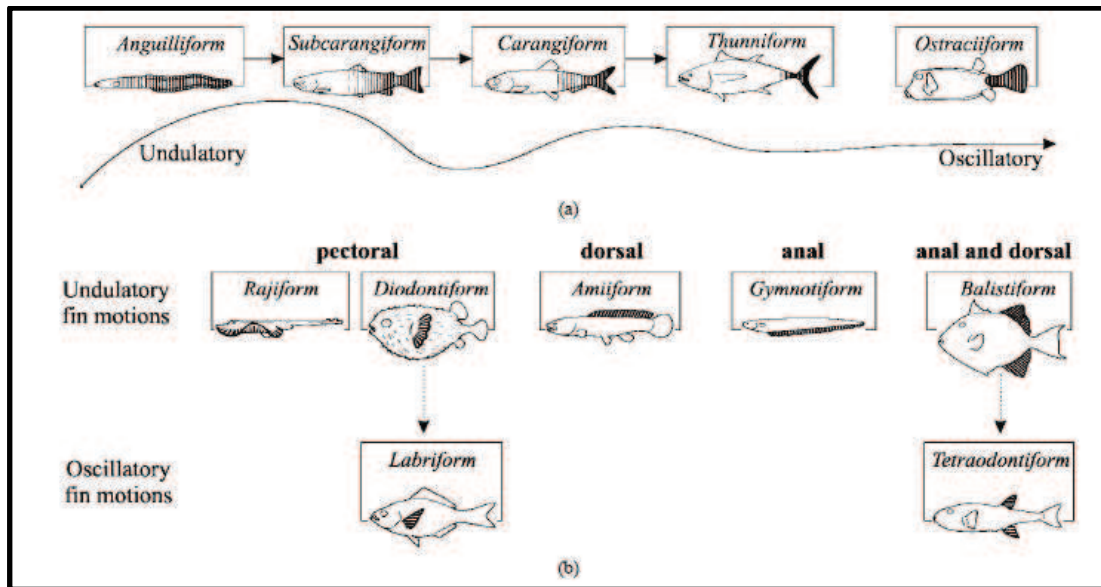 (a)
Anguilliform Subcarangiform Carangiform Thunniform Ostraciiform
Undulatory Oscillatory
(a)
pectoral dorsal anal anal and dorsal
Undulatory
fin motions
Rajiform Diodontiform Amiiform Gymnotiform Balistiform
Oscillatory
fin motions
Labriform Tetraodontiform
(b)